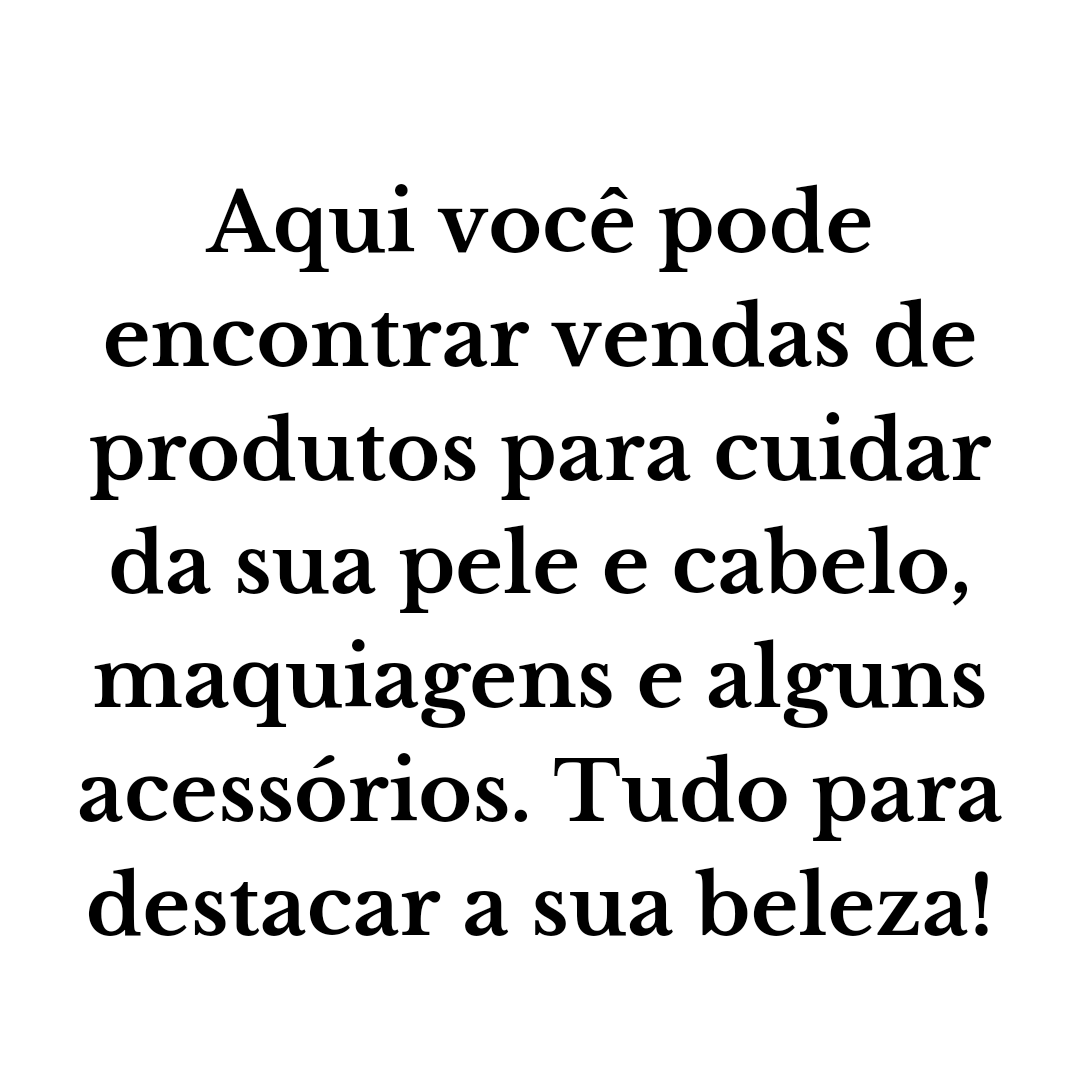 Aqui você pode
encontrar vendas de
produtos para cuidar
da sua pele e cabelo,
maquiagens e alguns
acessórios. Tudo para
destacar a sua beleza!